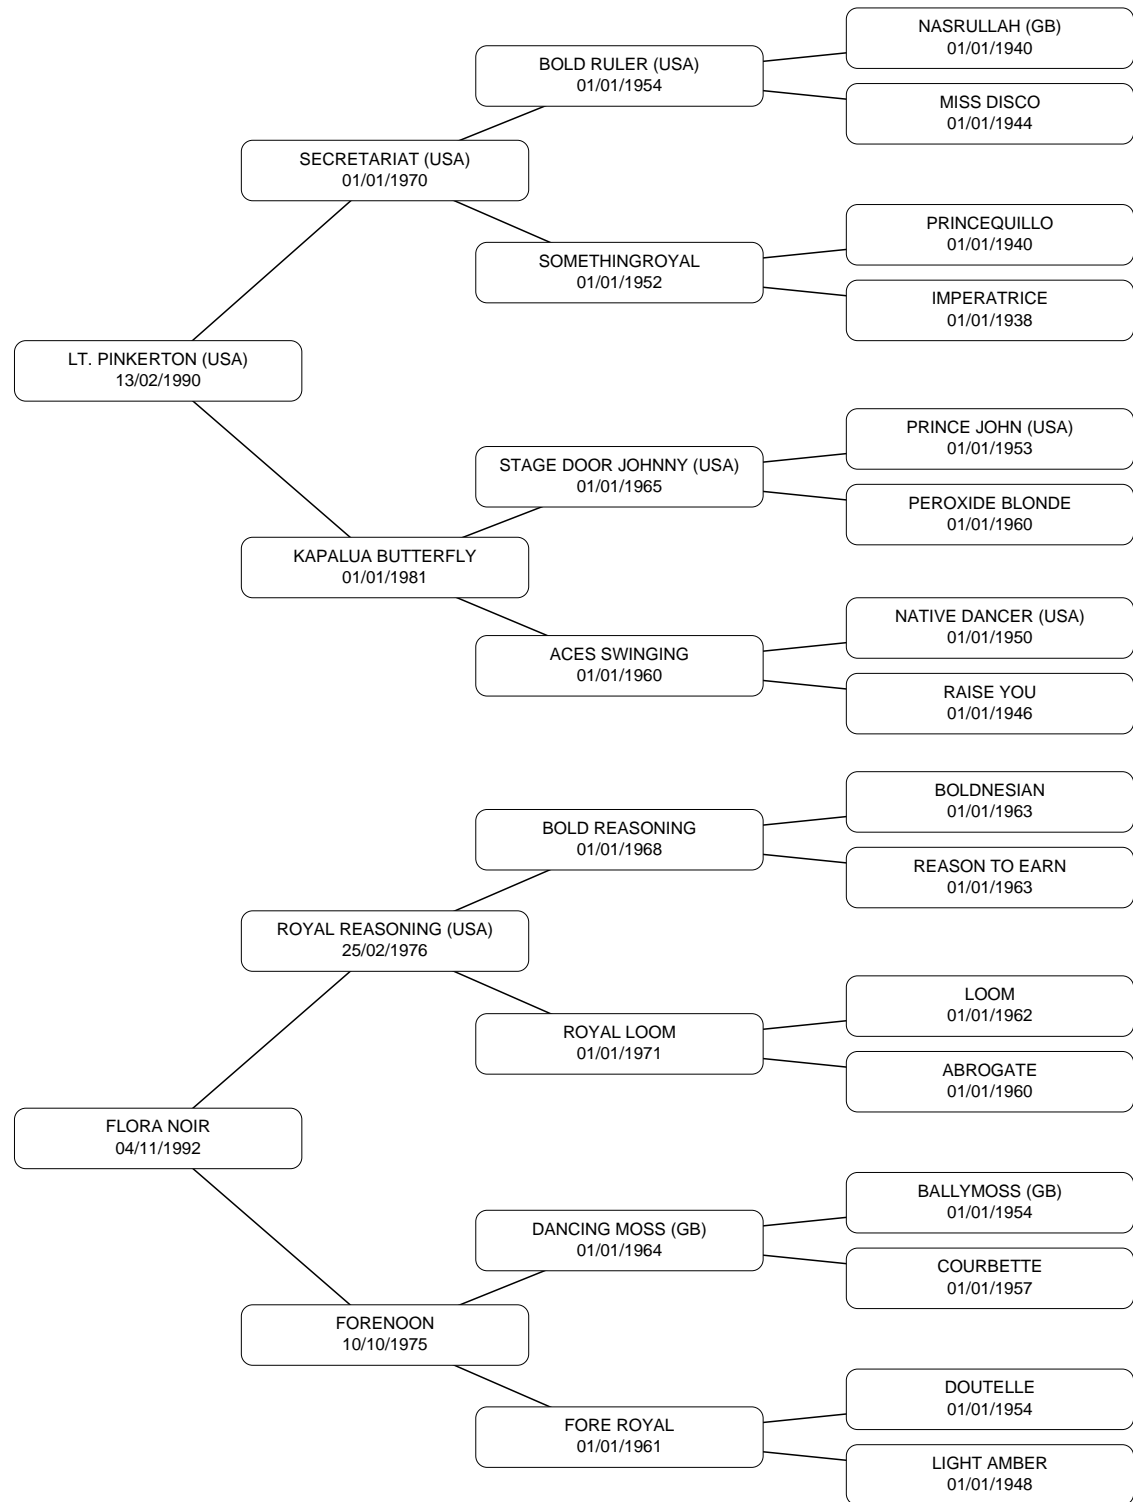 NASRULLAH (GB)
01/01/1940
BOLD RULER (USA)
01/01/1954
MISS DISCO
01/01/1944
SECRETARIAT (USA)
01/01/1970
PRINCEQUILLO
01/01/1940
SOMETHINGROYAL
01/01/1952
IMPERATRICE
01/01/1938
LT. PINKERTON (USA)
13/02/1990
PRINCE JOHN (USA)
01/01/1953
STAGE DOOR JOHNNY (USA)
01/01/1965
PEROXIDE BLONDE
01/01/1960
KAPALUA BUTTERFLY
01/01/1981
NATIVE DANCER (USA)
01/01/1950
ACES SWINGING
01/01/1960
RAISE YOU
01/01/1946
BOLDNESIAN
01/01/1963
BOLD REASONING
01/01/1968
REASON TO EARN
01/01/1963
ROYAL REASONING (USA)
25/02/1976
LOOM
01/01/1962
ROYAL LOOM
01/01/1971
ABROGATE
01/01/1960
FLORA NOIR
04/11/1992
BALLYMOSS (GB)
01/01/1954
DANCING MOSS (GB)
01/01/1964
COURBETTE
01/01/1957
FORENOON
10/10/1975
DOUTELLE
01/01/1954
FORE ROYAL
01/01/1961
LIGHT AMBER
01/01/1948